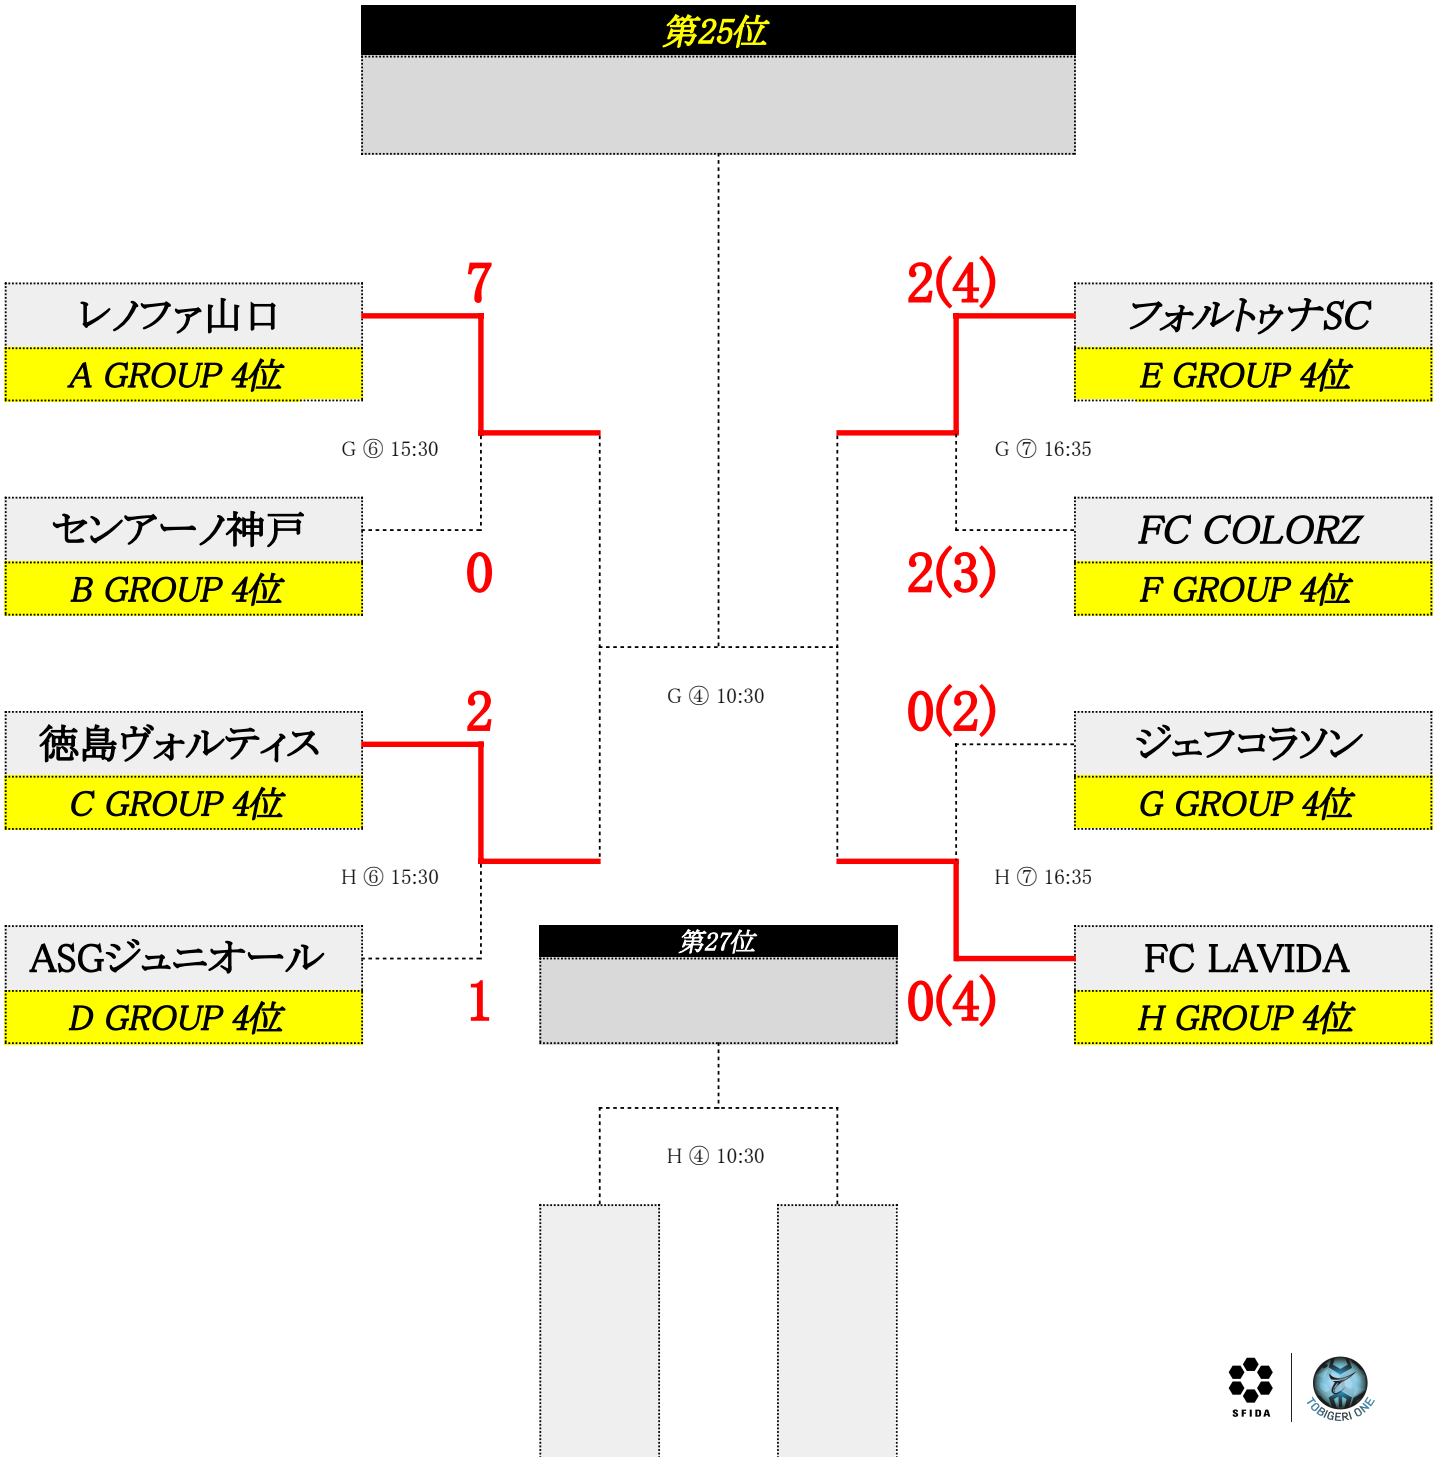 第25位
7
2(4)
レノファ山口
フォルトゥナSC
A GROUP 4位
E GROUP 4位
G ⑥ 15:30
G ⑦ 16:35
センアーノ神戸
FC COLORZ
0
2(3)
B GROUP 4位
F GROUP 4位
2
G ④ 10:30
0(2)
徳島ヴォルティス
ジェフコラソン
C GROUP 4位
G GROUP 4位
H ⑥ 15:30
H ⑦ 16:35
第27位
ASGジュニオール
FC LAVIDA
1
0(4)
D GROUP 4位
H GROUP 4位
H ④ 10:30
SFIDA
TOBIGERI ONE